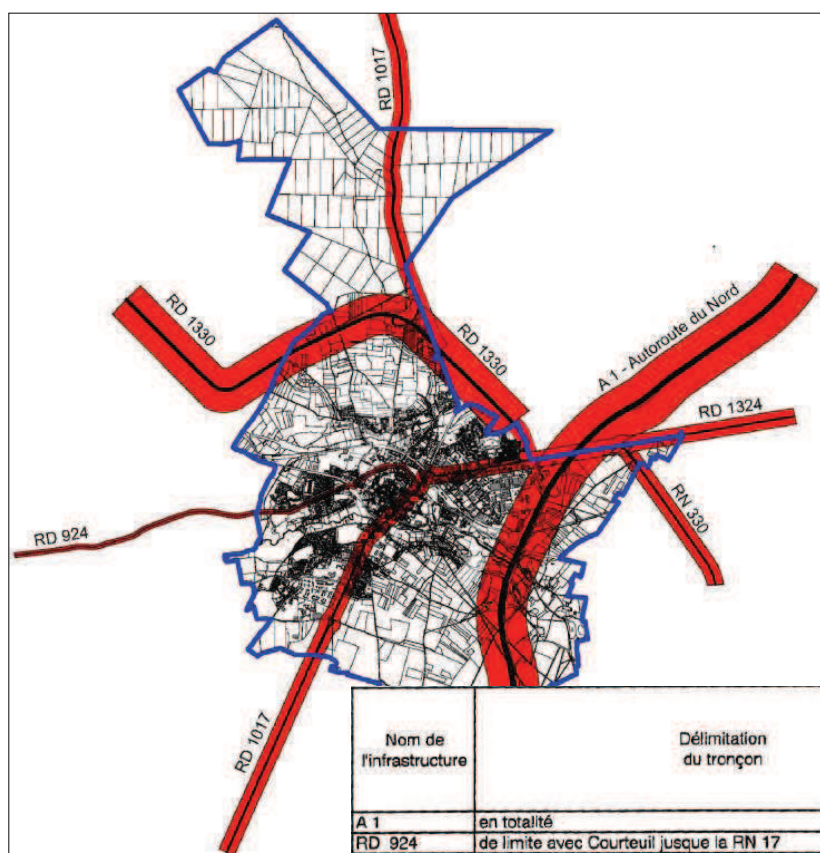 RD 1017
RD 1330
RD 1330
A 1 - Autoroute du Nord
RD 1324
RN 330
RD 924
RD 1017
Nom de
l'infrastructure
Délimitation
du tronçon
A 1 en totalité
RD 924 de limite avec Courteuil jusque la RN 17